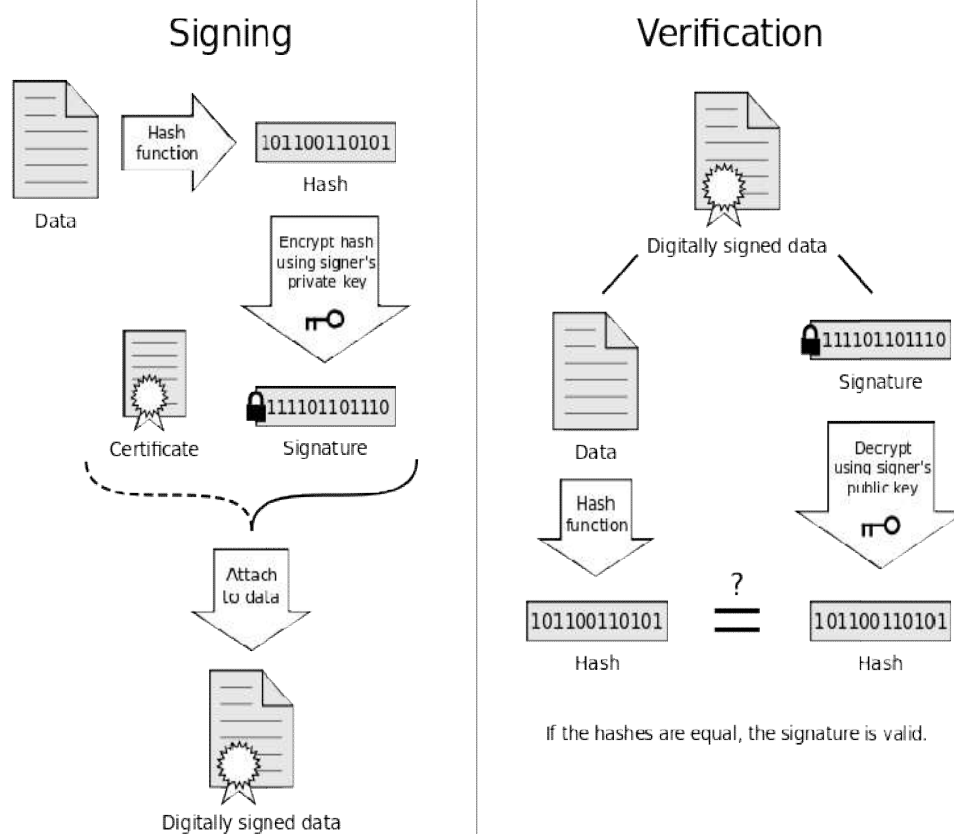 Signing
Hash
function
101100110101
Hash
Data
Encrypt hash
using signer's
private key
Certificate
111101101110
Signature
Attach
to data
Digitally signed data
Verification
Digitally signed data
Data
111101101110
Signature
Hash
function
Decrypt
using signer's
public key
101100110101
Hash
?
=
101100110101
Hash
If the hashes are equal, the signature is valid.